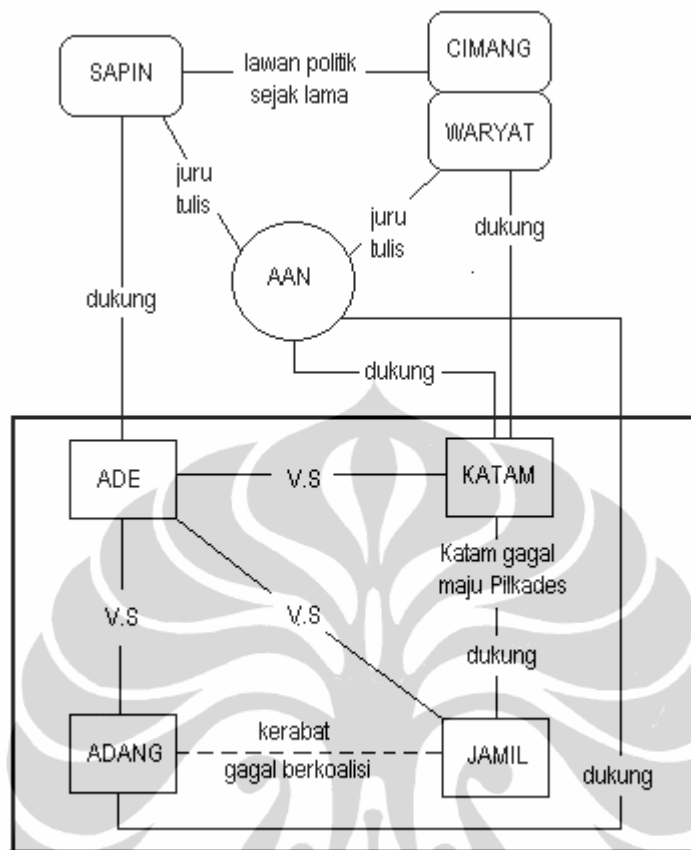 SAPIN
lawan politik
sejak lama
CIMANG
WARYAT
juru
tulis
juru
tulis
dukung
AAN
dukung
dukung
ADE
V.S
KATAM
Katam gagal
maju Pilkades
V.S
V.S
dukung
ADANG
kerabat
gagal berkoalisi
JAMIL
dukung